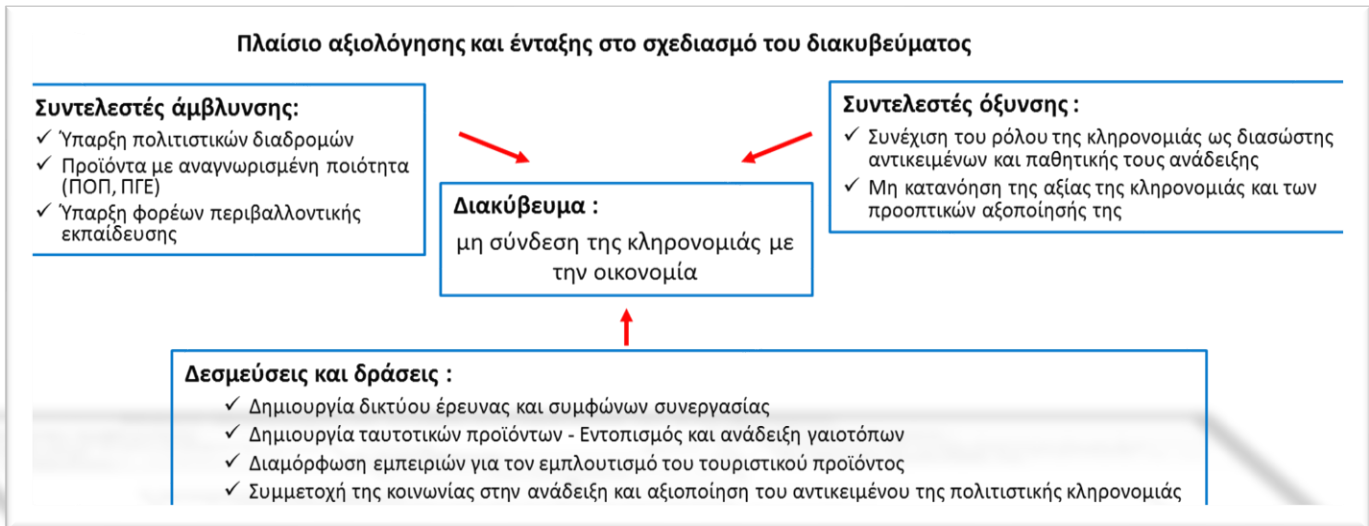 Πλαίσιο αξιολόγησης και ένταξης στο σχεδιασμό του διακυβεύματος
Συντελεστές άμβλυνσης:
✓ Ύπαρξη πολιτιστικών διαδρομών
✓ Προϊόντα με αναγνωρισμένη ποιότητα
(ΠΟΠ, ΠΓΕ)
✓ Ύπαρξη φορέων περιβαλλοντικής
εκπαίδευσης
Συντελεστές όξυνσης :
✓ Συνέχιση του ρόλου της κληρονομιάς ως διασώστης
αντικειμένων και παθητικής τους ανάδειξης
✓ Μη κατανόηση της αξίας της κληρονομιάς και των
προοπτικών αξοποίησής της
Διακύβευμα :
μη σύνδεση της κληρονομιάς με
την οικονομία
Δεσμεύσεις και δράσεις :
✓ Δημιουργία δικτύου έρευνας και συμφώνων συνεργασίας
✓ Δημιουργία ταυτοτικών προϊόντων - Εντοπισμός και ανάδειξη γαιοτόπων
✓ Διαμόρφωση εμπειριών για τον εμπλουτισμό του τουριστικού προϊόντος
✓ Συμμετοχή της κοινωνίας στην ανάδειξη και αξιοποίηση του αντικειμένου της πολιτιστικής κληρονομιάς